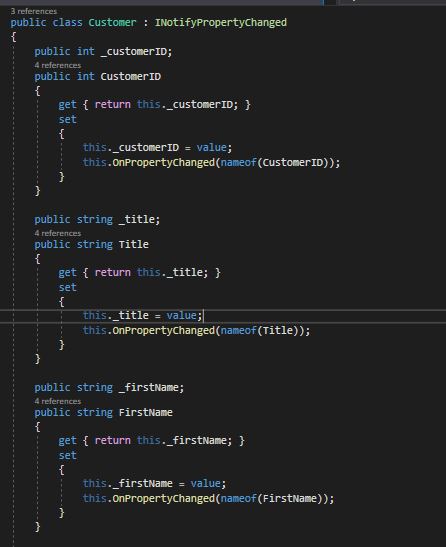 3 references
public class Customer : INotifyPropertyChanged
{
public int _customerID;
4 references
public int CustomerID
{
get { return this._customerID; }
set
{
this._customerID = value;
this.OnPropertyChanged(nameof(CustomerID));
}
}
public string _title;
4 references
public string Title
{
get { return this._title; }
set
{
this._title = value;
this.OnPropertyChanged(nameof(Title));
}
}
public string _firstName;
4 references
public string FirstName
{
get { return this._firstName; }
set
{
this._firstName = value;
this.OnPropertyChanged(nameof(FirstName));
}
}